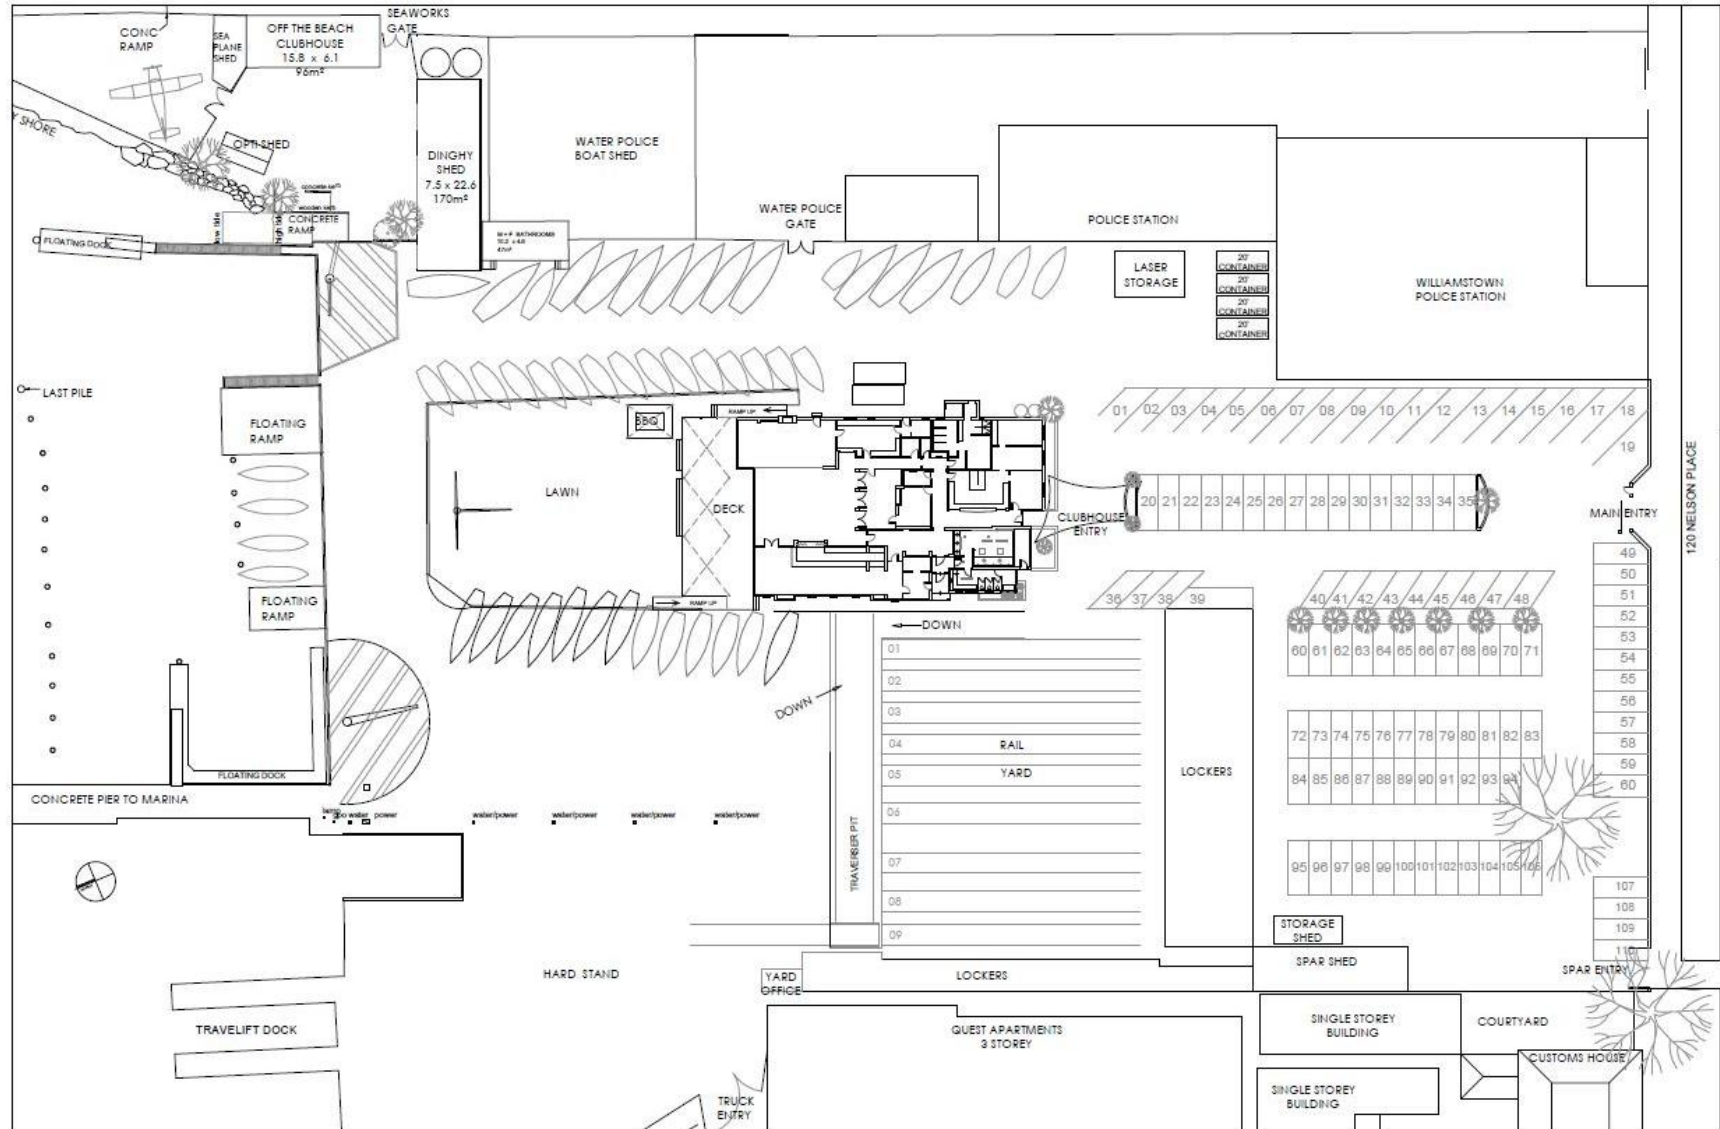 SEAWORKS
GATE
CONC
RAMP
SEA
PLANE
SHED
OFF THE BEACH
CLUBHOUSE
15.8 x 6.1
96m²
Y SHORE
OPTI SHED
DINGHY
SHED
7.5 x 22.6
170m²
WATER POLICE
BOAT SHED
concrete
wooden
low tide
high tide
CONCRETE
RAMP
FLOATING DOCK
M + F BATHROOMS
WATER POLICE
GATE
POLICE STATION
LASER
STORAGE
20'
CONTAINER
20'
CONTAINER
20'
CONTAINER
20'
CONTAINER
WILLIAMSTOWN
POLICE STATION
LAST PILE
FLOATING
RAMP
BBQ
RAMP UP
LAWN
DECK
CLUBHOUSE
ENTRY
01 02 03 04 05 06 07 08 09 10 11 12 13 14 15 16 17 18
19
20 21 22 23 24 25 26 27 28 29 30 31 32 33 34 35
MAIN ENTRY
120 NELSON PLACE
FLOATING
RAMP
RAMP UP
36 37 38 39
40 41 42 43 44 45 46 47 48
49
50
51
52
53
54
55
56
57
58
59
60
DOWN
DOWN
01
02
03
04
05
06
07
08
09
RAIL
YARD
LOCKERS
60 61 62 63 64 65 66 67 68 69 70 71
72 73 74 75 76 77 78 79 80 81 82 83
84 85 86 87 88 89 90 91 92 93 94
95 96 97 98 99 100 101 102 103 104 105 106
107
108
109
110
FLOATING DOCK
CONCRETE PIER TO MARINA
lamp
water power
water/power
water/power
water/power
water/power
TRAVERSER PIT
STORAGE
SHED
SPAR SHED
SPAR ENTRY
HARD STAND
YARD
OFFICE
LOCKERS
TRAVELIFT DOCK
QUEST APARTMENTS
3 STOREY
SINGLE STOREY
BUILDING
COURTYARD
CUSTOMS HOUSE
SINGLE STOREY
BUILDING
TRUCK
ENTRY